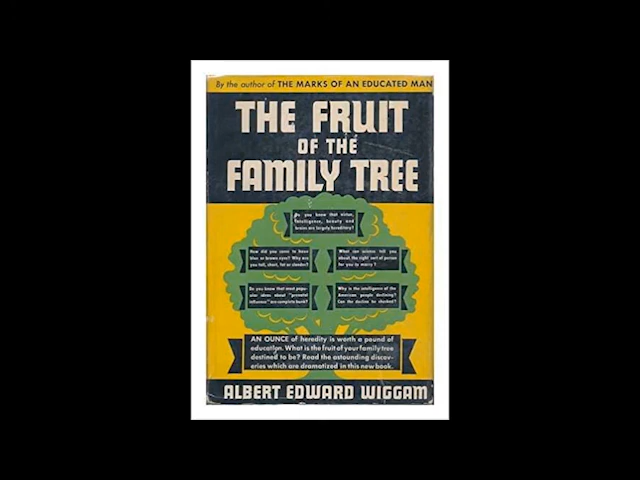 By the author of THE MARKS OF AN EDUCATED MAN
THE FRUIT
OF THE
FAMILY TREE
Do you know that virtue,
intelligence, beauty and
brains are largely hereditary?
How did you come to have
blue or brown eyes? Why are
you tall, short, fat or slender?
What can science tell you
about the right sort of person
for you to marry?
Do you know that most popu-
lar ideas about "prenatal
influence" are complete bunk?
Why is the intelligence of the
American people declining?
Can the decline be checked?
AN OUNCE of heredity is worth a pound of
education. What is the fruit of your family tree
destined to be? Read the astounding discov-
eries which are dramatized in this new book.
ALBERT EDWARD WIGGAM